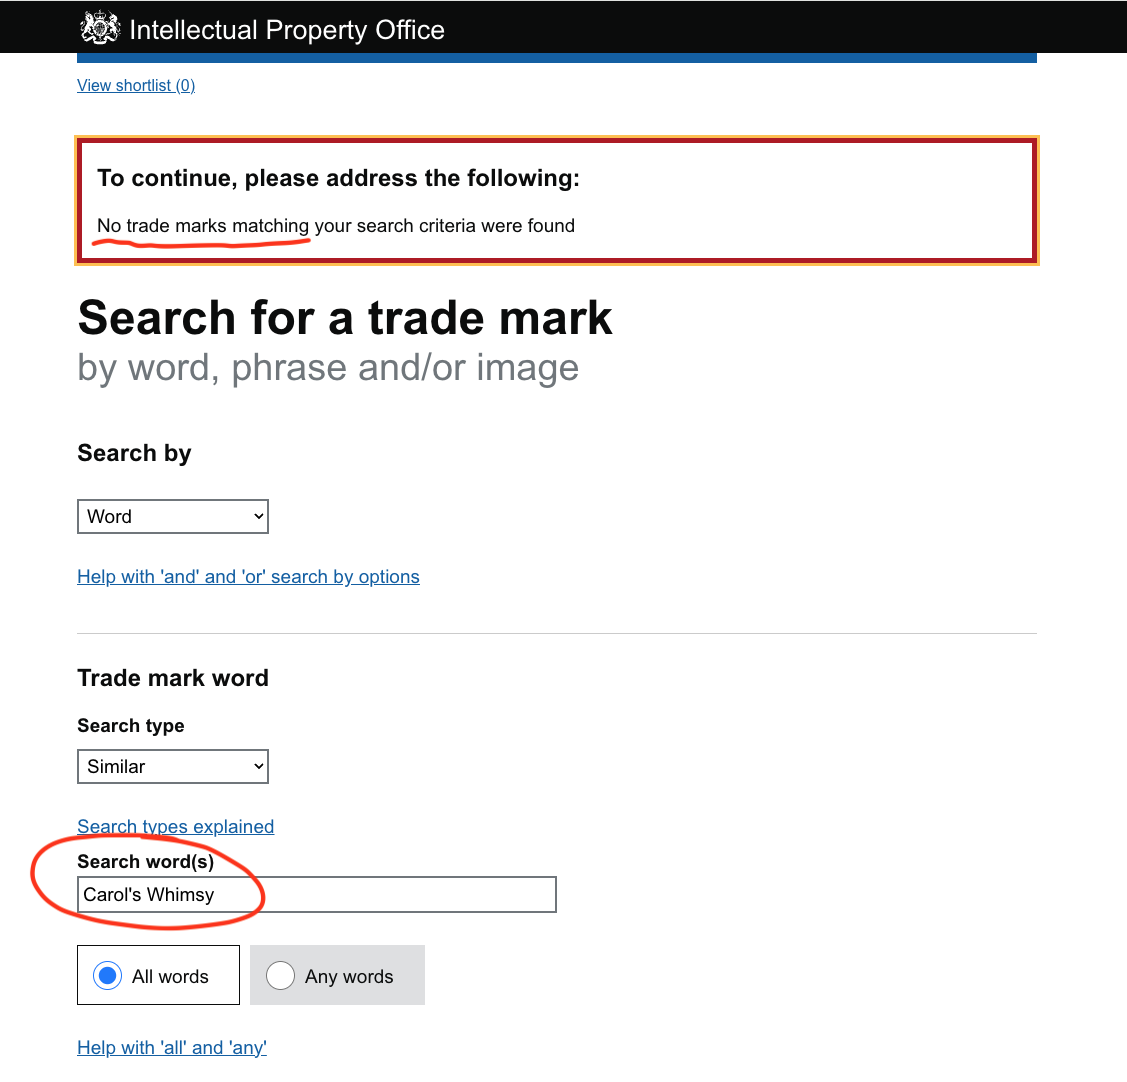 Intellectual Property Office
View shortlist (0)
To continue, please address the following:
No trade marks matching your search criteria were found
Search for a trade mark
by word, phrase and/or image
Search by
Word
Help with 'and' and 'or' search by options
Trade mark word
Search type
Similar
Search types explained
Search word(s)
Carol's Whimsy
All words Any words
Help with 'all' and 'any'